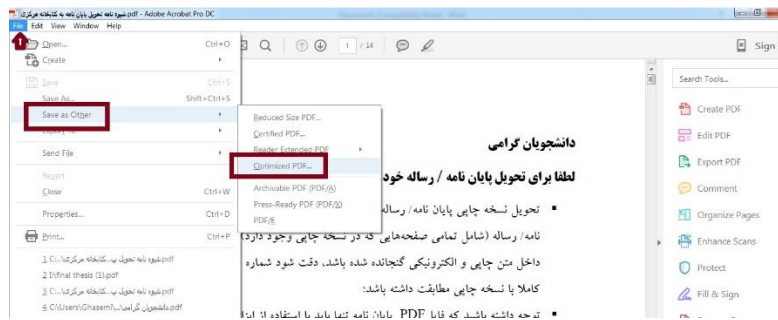 شیوه نامه تحویل پایان نامه به کتابخانه مرکزی.pdf - Adobe Acrobat Pro DC
File Edit View Window Help
1
Open... Ctrl+O
Create
Save Ctrl+S
Save As... Shift+Ctrl+S
Save as Other
Send File
Revert
Close Ctrl+W
Properties... Ctrl+D
Print... Ctrl+P
1 C:\...شیوه نامه تحویل پ...کتابخانه مرکزی.pdf
2 I:\final thesis (1).pdf
3 C:\...شیوه نامه تحویل پ...کتابخانه مرکزی.pdf
4 C:\Users\Ghasemi\...\دانشجویان گرامی.pdf
Reduced Size PDF...
Certified PDF...
Reader Extended PDF
Optimized PDF...
Archivable PDF (PDF/A)
Press-Ready PDF (PDF/X)
PDF/E
1 / 14
Sign
دانشجویان گرامی
لطفا برای تحویل پایان نامه / رساله خود
تحویل نسخه چاپی پایان نامه/ رساله
نامه/ رساله (شامل تمامی صفحه‌هایی که در نسخه چاپی وجود دارد)
داخل متن چاپی و الکترونیکی گنجانده شده باشد، دقت شود شماره
کاملا با نسخه چاپی مطابقت داشته باشد:
توجه داشته باشید که فایل PDF پایان نامه تنها باید با استفاده از
Search Tools...
Create PDF
Edit PDF
Export PDF
Comment
Organize Pages
Enhance Scans
Protect
Fill & Sign